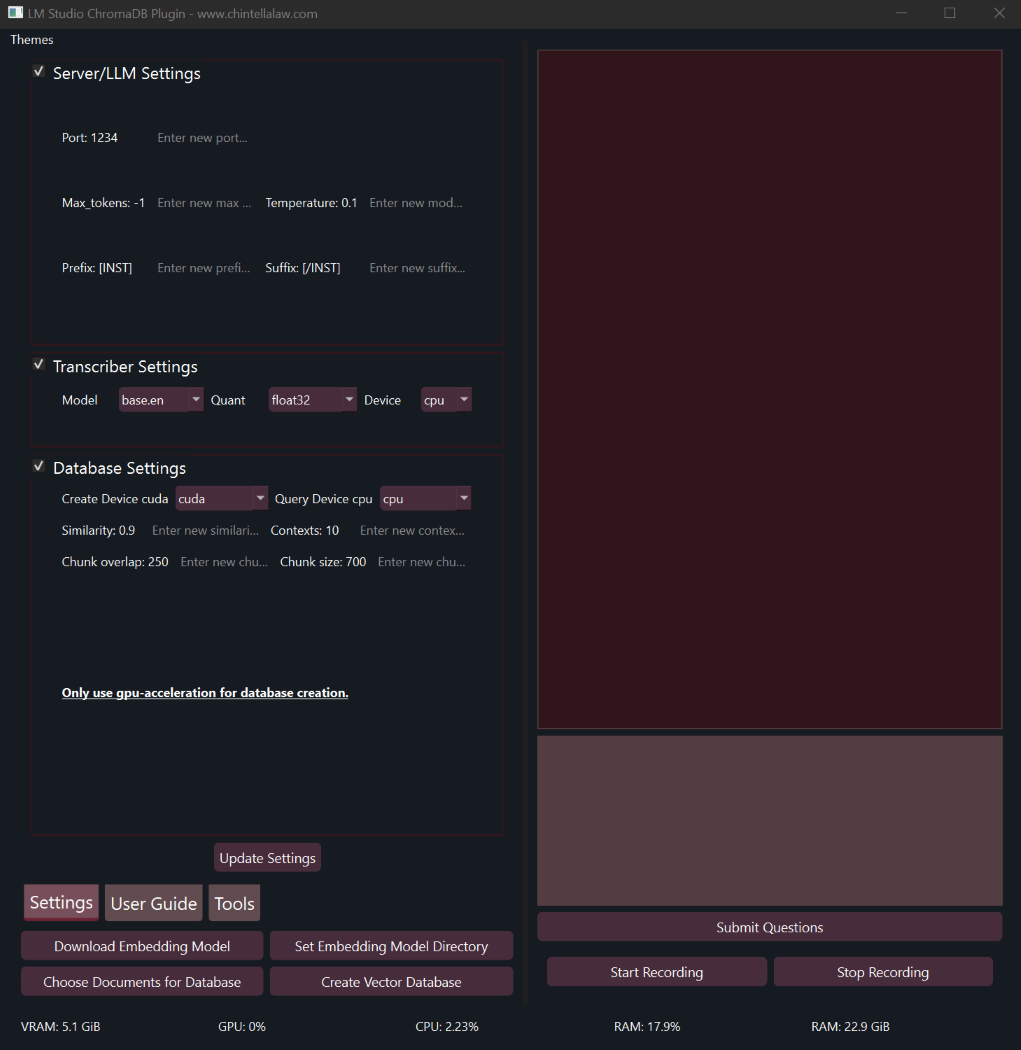 LM Studio ChromaDB Plugin - www.chintellalaw.com
Themes
Server/LLM Settings
Port: 1234 Enter new port...
Max_tokens: -1 Enter new max ... Temperature: 0.1 Enter new mod...
Prefix: [INST] Enter new prefi... Suffix: [/INST] Enter new suffix...
Transcriber Settings
Model base.en Quant float32 Device cpu
Database Settings
Create Device cuda cuda Query Device cpu cpu
Similarity: 0.9 Enter new similari... Contexts: 10 Enter new contex...
Chunk overlap: 250 Enter new chu... Chunk size: 700 Enter new chu...
Only use gpu-acceleration for database creation.
Update Settings
Settings User Guide Tools
Download Embedding Model Set Embedding Model Directory
Choose Documents for Database Create Vector Database
Submit Questions
Start Recording Stop Recording
VRAM: 5.1 GiB GPU: 0% CPU: 2.23% RAM: 17.9% RAM: 22.9 GiB